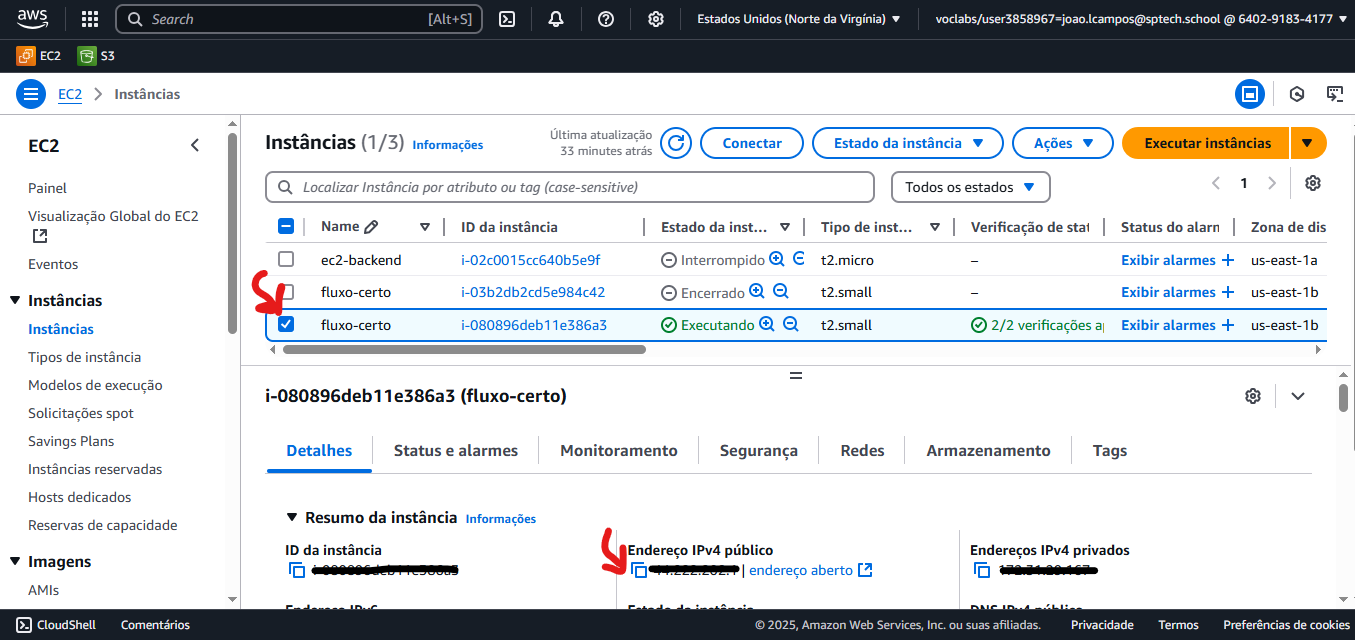 aws
Search
[Alt+S]
Estados Unidos (Norte da Virgínia)
voclabs/user3858967=joao.lcampos@sptech.school @ 6402-9183-4177
EC2
S3
EC2 > Instâncias
EC2
Painel
Visualização Global do EC2
Eventos
Instâncias
Instâncias
Tipos de instância
Modelos de execução
Solicitações spot
Savings Plans
Instâncias reservadas
Hosts dedicados
Reservas de capacidade
Imagens
AMIs
Instâncias (1/3) Informações
Última atualização
33 minutes atrás
Conectar
Estado da instância
Ações
Executar instâncias
Localizar Instância por atributo ou tag (case-sensitive)
Todos os estados
1
Name ID da instância Estado da inst... Tipo de inst... Verificação de stat Status do alarn Zona de dis
ec2-backend i-02c0015cc640b5e9f Interrompido t2.micro – Exibir alarmes + us-east-1a
fluxo-certo i-03b2db2cd5e984c42 Encerrado t2.small – Exibir alarmes + us-east-1b
fluxo-certo i-080896deb11e386a3 Executando t2.small 2/2 verificações a Exibir alarmes + us-east-1b
i-080896deb11e386a3 (fluxo-certo)
Detalhes Status e alarmes Monitoramento Segurança Redes Armazenamento Tags
Resumo da instância Informações
ID da instância
Endereço IPv4 público
| endereço aberto
Endereços IPv4 privados
CloudShell Comentários © 2025, Amazon Web Services, Inc. ou suas afiliadas. Privacidade Termos Preferências de cookies